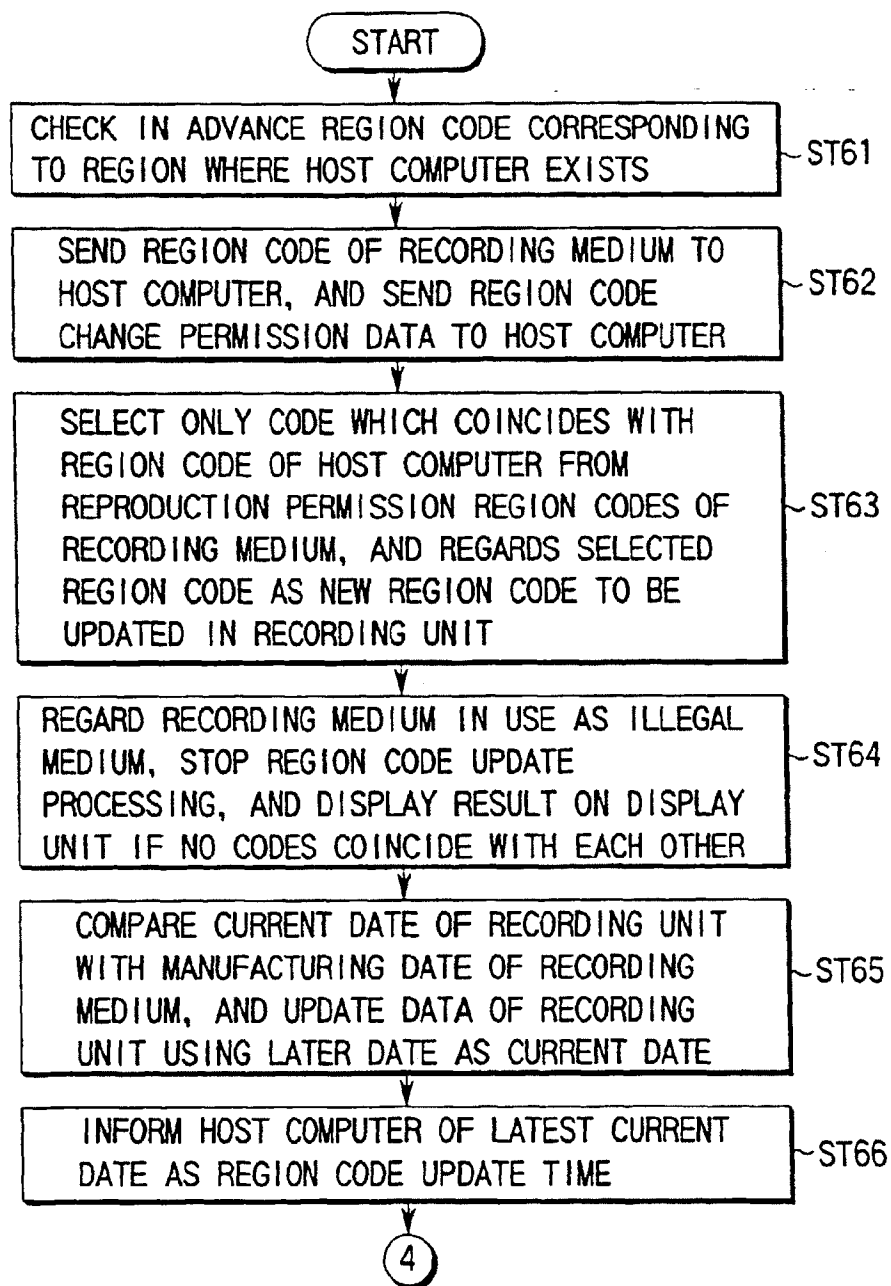 START
CHECK IN ADVANCE REGION CODE CORRESPONDING
TO REGION WHERE HOST COMPUTER EXISTS
ST61
SEND REGION CODE OF RECORDING MEDIUM TO
HOST COMPUTER, AND SEND REGION CODE
CHANGE PERMISSION DATA TO HOST COMPUTER
ST62
SELECT ONLY CODE WHICH COINCIDES WITH
REGION CODE OF HOST COMPUTER FROM
REPRODUCTION PERMISSION REGION CODES OF
RECORDING MEDIUM, AND REGARDS SELECTED
REGION CODE AS NEW REGION CODE TO BE
UPDATED IN RECORDING UNIT
ST63
REGARD RECORDING MEDIUM IN USE AS ILLEGAL
MEDIUM, STOP REGION CODE UPDATE
PROCESSING, AND DISPLAY RESULT ON DISPLAY
UNIT IF NO CODES COINCIDE WITH EACH OTHER
ST64
COMPARE CURRENT DATE OF RECORDING UNIT
WITH MANUFACTURING DATE OF RECORDING
MEDIUM, AND UPDATE DATA OF RECORDING
UNIT USING LATER DATE AS CURRENT DATE
ST65
INFORM HOST COMPUTER OF LATEST CURRENT
DATE AS REGION CODE UPDATE TIME
ST66
4